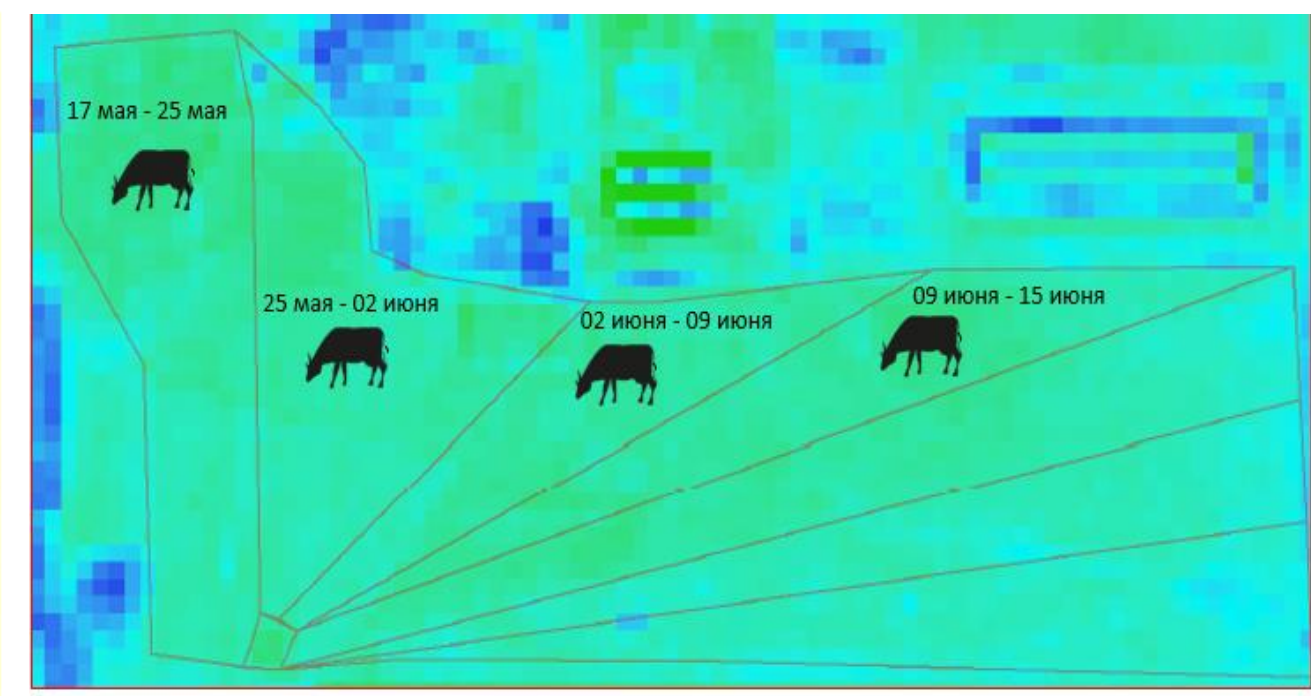 17 мая - 25 мая
25 мая - 02 июня
02 июня - 09 июня
09 июня - 15 июня